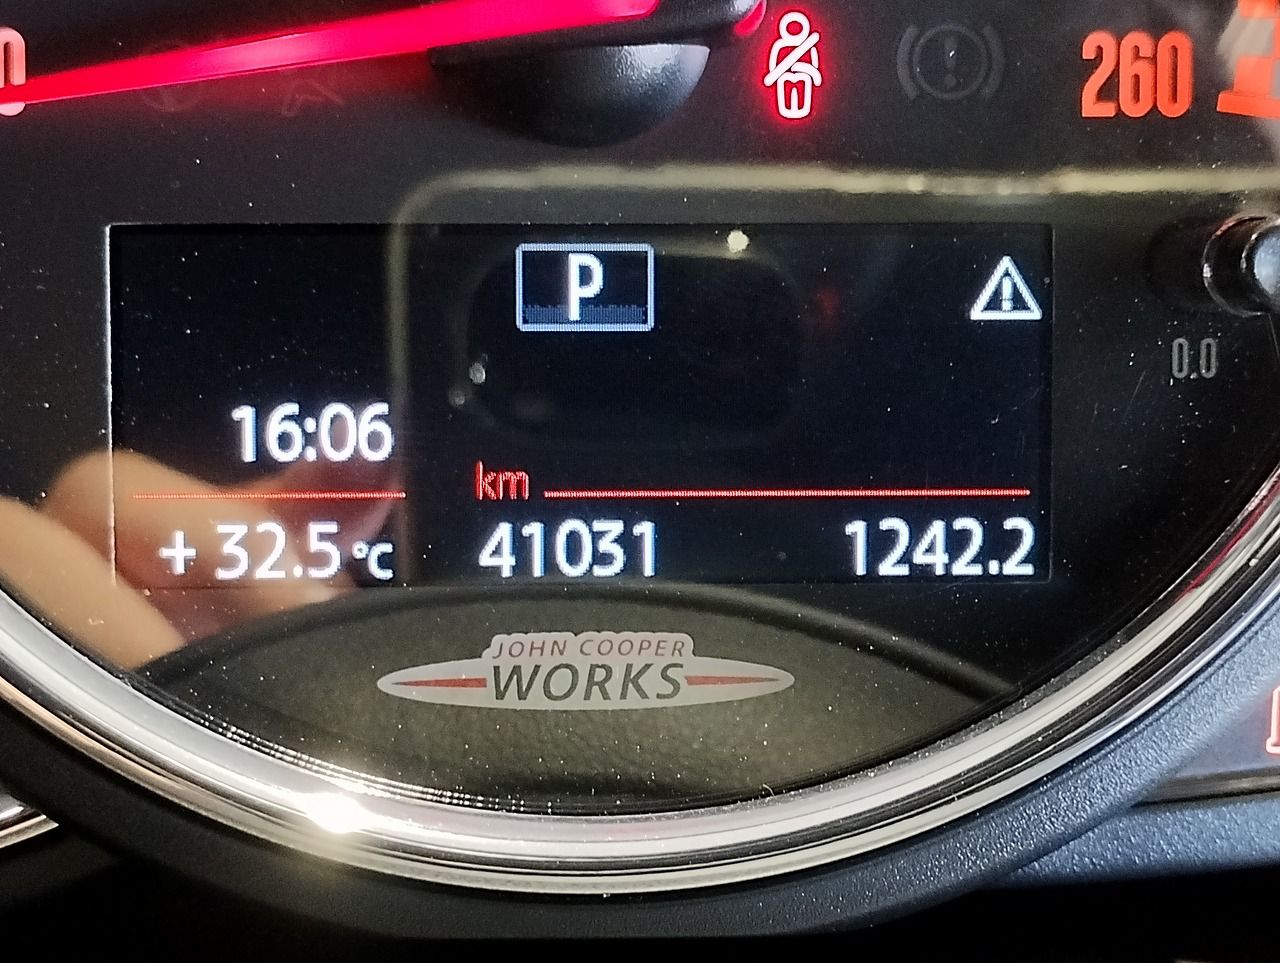 260
P
0.0
16:06
km
+ 32.5 °C
41031
1242.2
JOHN COOPER
WORKS